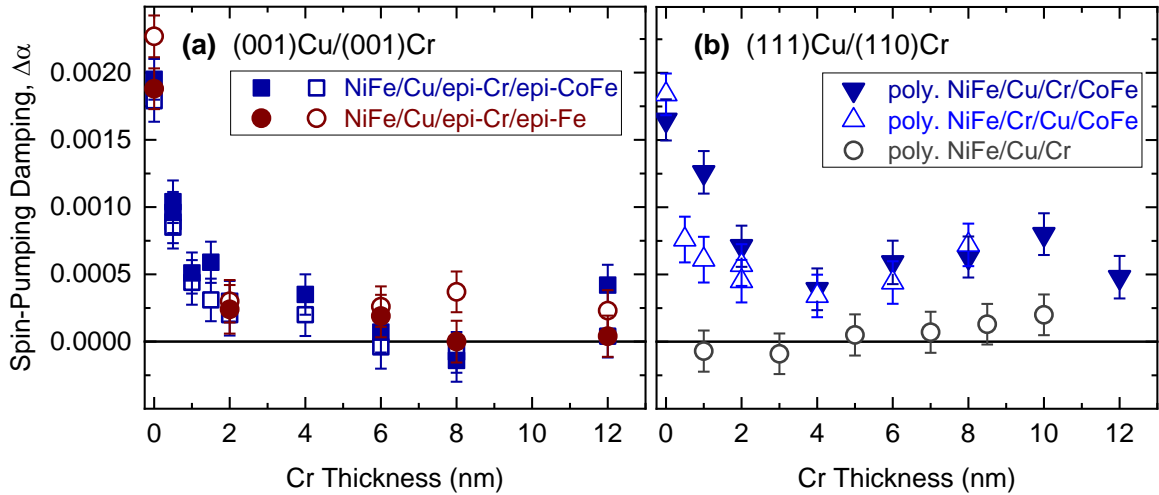 (a) (001)Cu/(001)Cr
NiFe/Cu/epi-Cr/epi-CoFe
NiFe/Cu/epi-Cr/epi-Fe
Spin-Pumping Damping, Δα
0.0020
0.0015
0.0010
0.0005
0.0000
0 2 4 6 8 10 12
Cr Thickness (nm)
(b) (111)Cu/(110)Cr
poly. NiFe/Cu/Cr/CoFe
poly. NiFe/Cr/Cu/CoFe
poly. NiFe/Cu/Cr
0 2 4 6 8 10 12
Cr Thickness (nm)